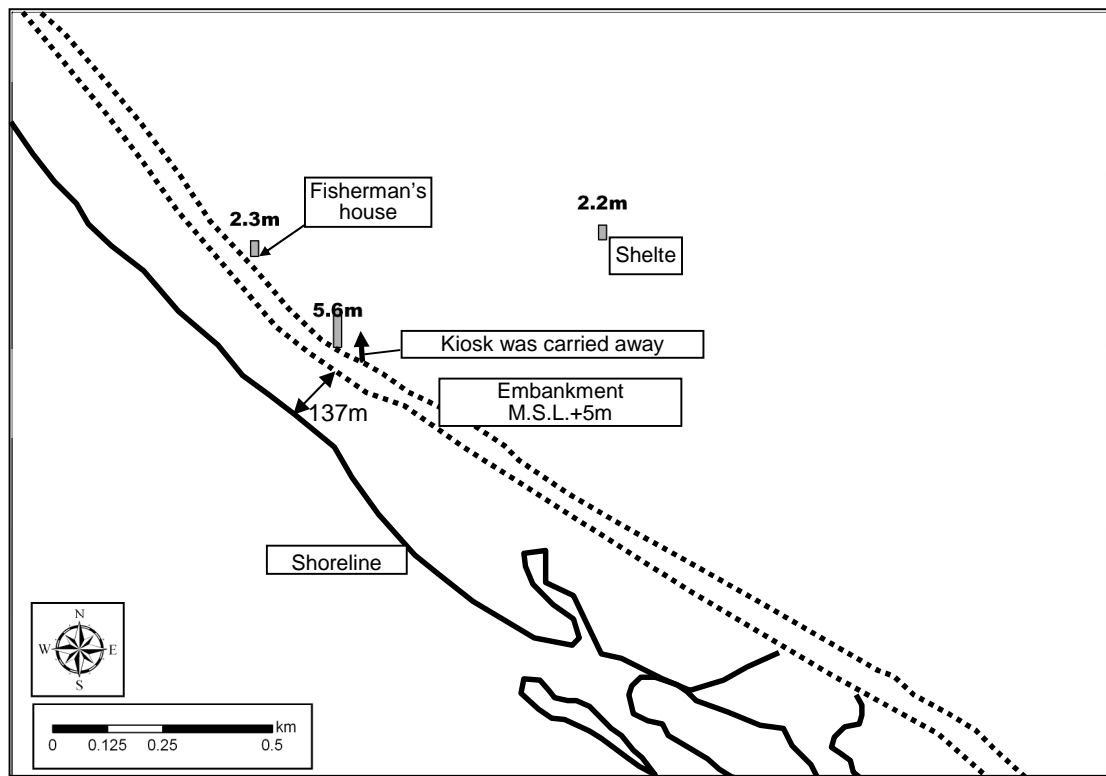 Fisherman's
house
2.3m
2.2m
Shelte
5.6m
Kiosk was carried away
Embankment
M.S.L.+5m
137m
Shoreline
N
W E
S
km
0 0.125 0.25 0.5